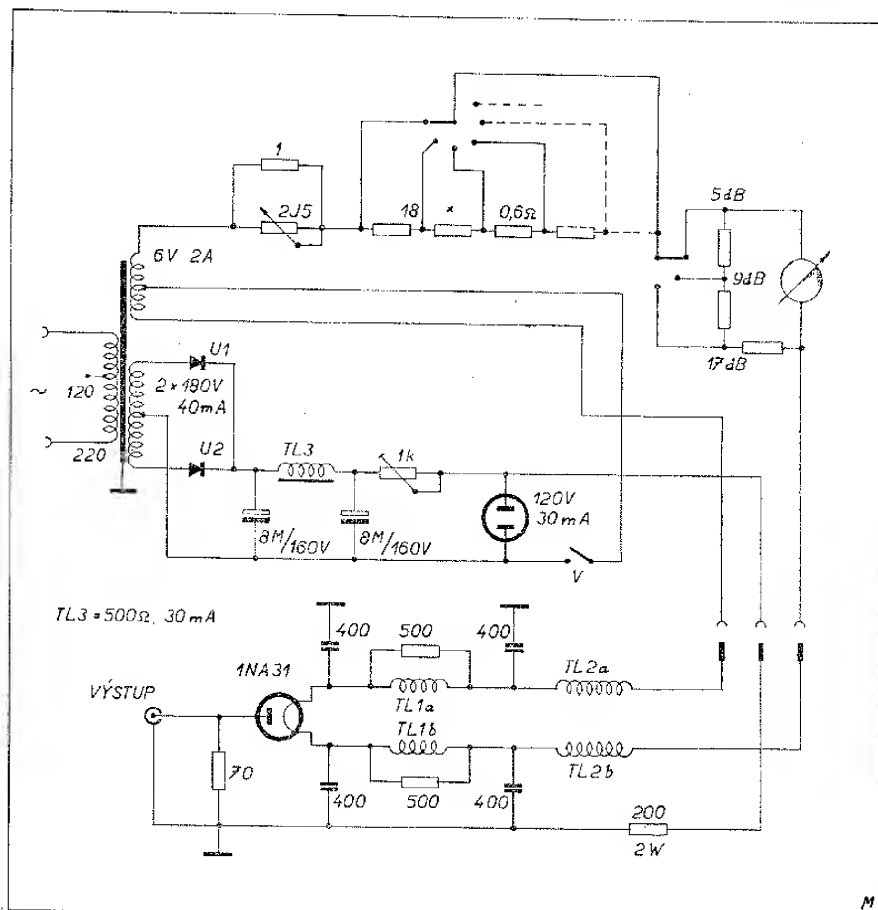 1
2J5
18
x
0,6Ω
5dB
6V 2A
9dB
17dB
U1
2×180V
40mA
120
~
220
U2
TL3
1k
120V
30mA
8M/160V
8M/160V
V
TL3 = 500Ω, 30mA
400
500
400
1NA31
TL2a
VÝSTUP
TL1a
TL1b
70
TL2b
400
500
400
200
2W
M